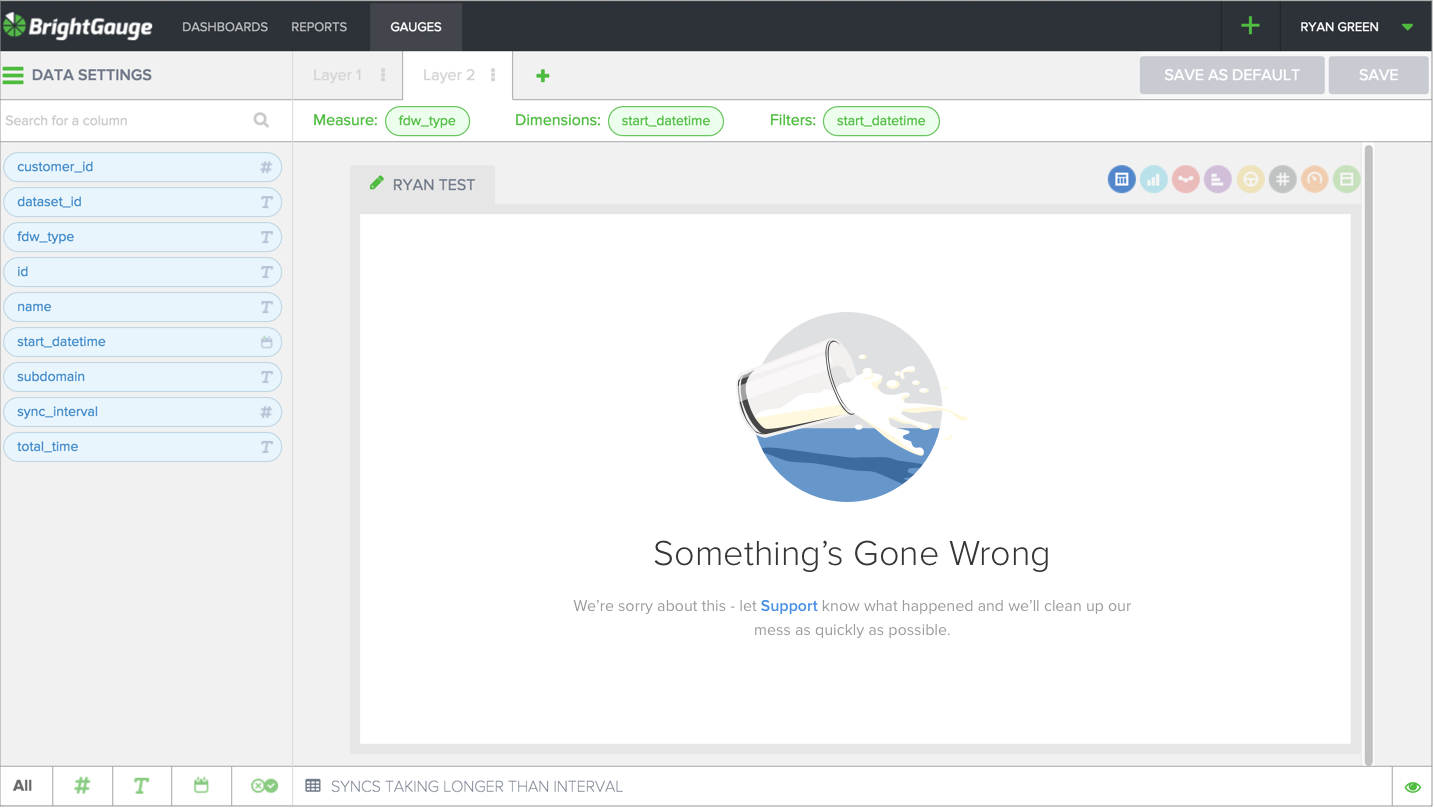 BrightGauge DASHBOARDS REPORTS GAUGES RYAN GREEN
DATA SETTINGS Layer 1 Layer 2 SAVE AS DEFAULT SAVE
Search for a column Measure: fdw_type Dimensions: start_datetime Filters: start_datetime
customer_id #
dataset_id T
fdw_type T
id T
name T
start_datetime
subdomain T
sync_interval #
total_time T
RYAN TEST #
Something's Gone Wrong
We're sorry about this - let Support know what happened and we'll clean up our
mess as quickly as possible.
All # T SYNCS TAKING LONGER THAN INTERVAL